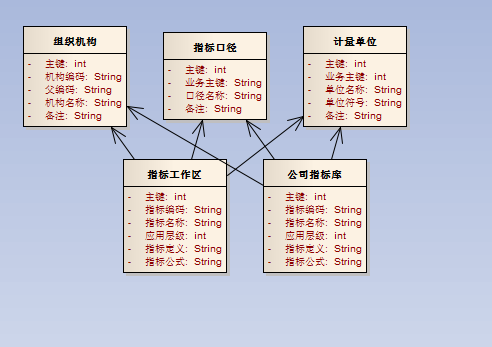 组织机构
- 主键: int
- 机构编码: String
- 父编码: String
- 机构名称: String
- 备注: String
指标口径
- 主键: int
- 业务主键: String
- 口径名称: String
- 备注: String
计量单位
- 主键: int
- 业务主键: int
- 单位名称: String
- 单位符号: String
- 备注: String
指标工作区
- 主键: int
- 指标编码: String
- 指标名称: String
- 应用层级: int
- 指标定义: String
- 指标公式: String
公司指标库
- 主键: int
- 指标编码: String
- 指标名称: String
- 应用层级: int
- 指标定义: String
- 指标公式: String